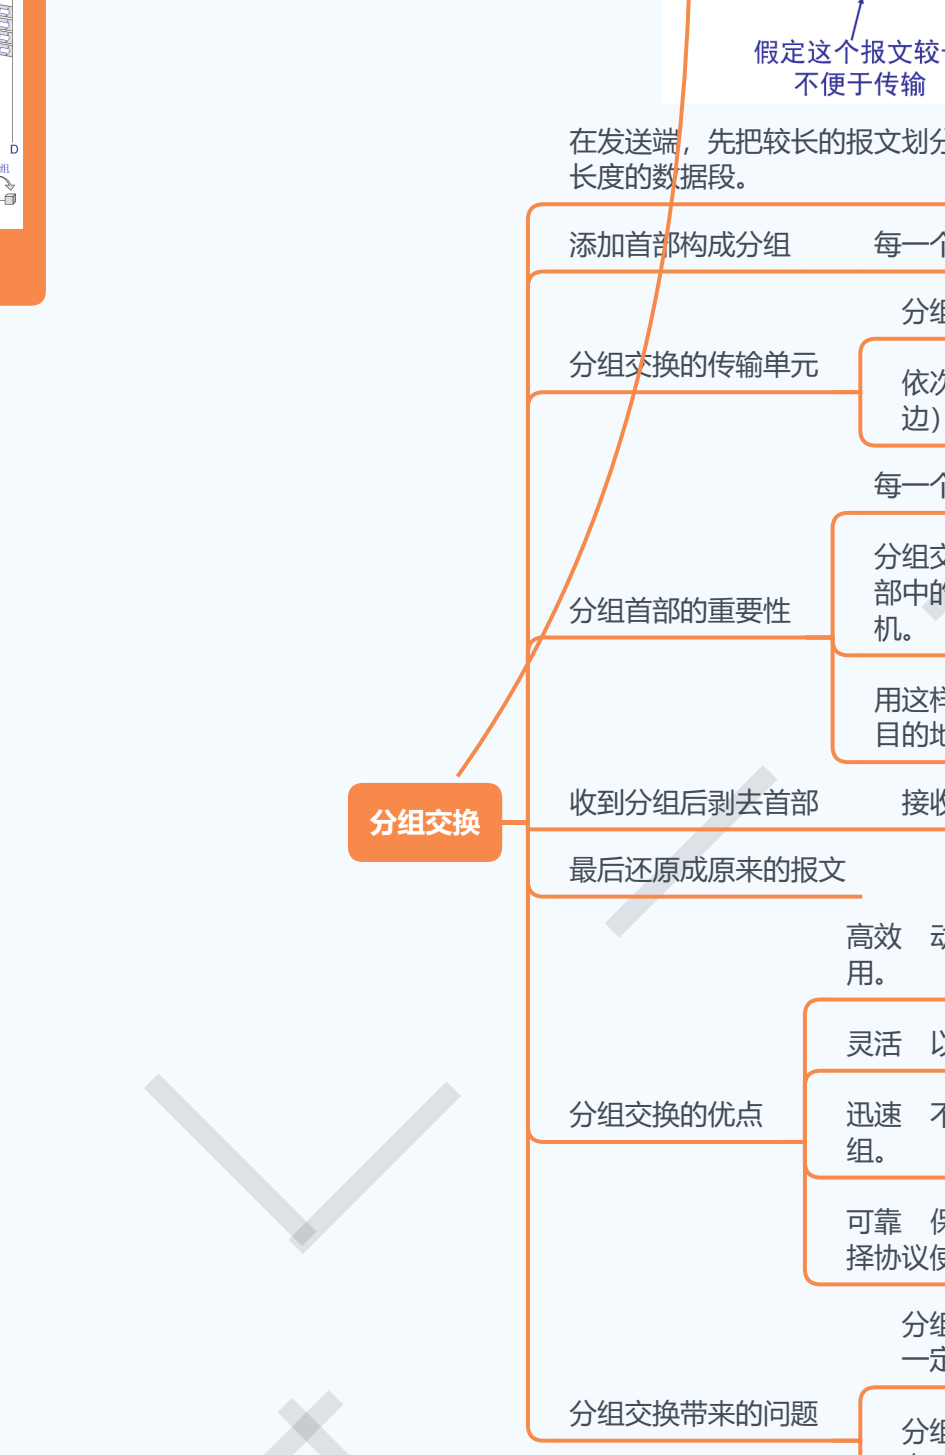 假定这个报文较
不便于传输
D
组
在发送端，先把较长的报文划分
长度的数据段。
添加首部构成分组
每一个
分组
分组交换的传输单元
依次
边）
每一个
分组交
部中的
机。
分组首部的重要性
用这样
目的地
分组交换
收到分组后剥去首部
接收
最后还原成原来的报文
高效 动
用。
灵活 以
分组交换的优点
迅速 不
组。
可靠 保
择协议使
分组
一定
分组交换带来的问题
分组